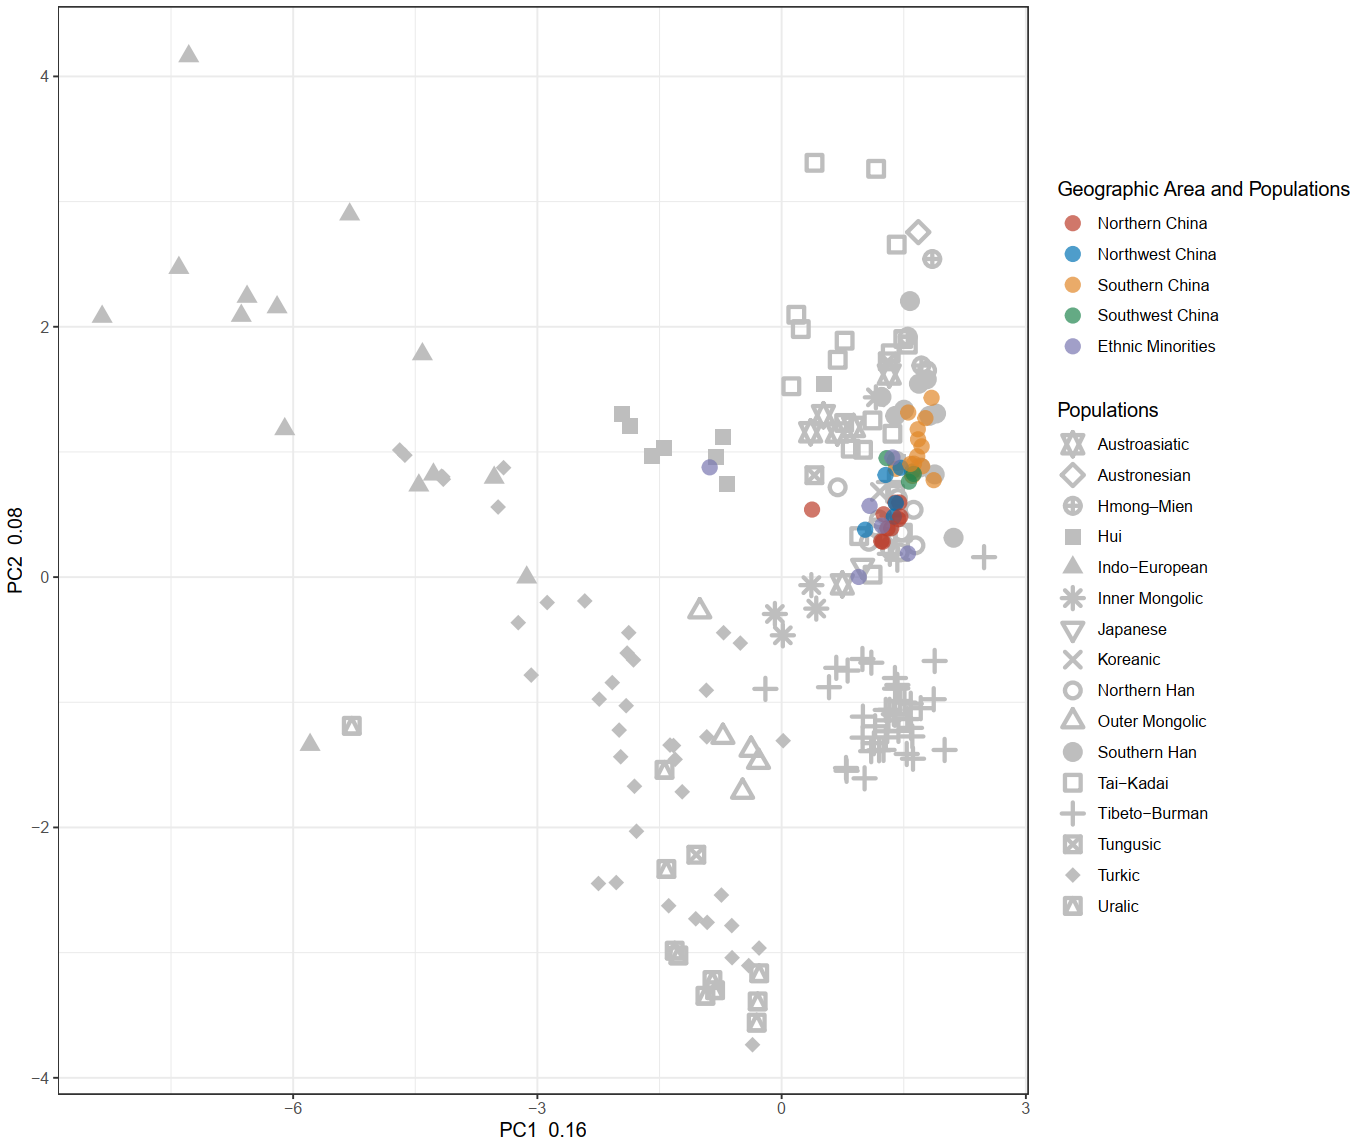 4
2
0
−2
−4
−6
−3
0
3
PC1 0.16
PC2 0.08
Geographic Area and Populations
Northern China
Northwest China
Southern China
Southwest China
Ethnic Minorities
Populations
Austroasiatic
Austronesian
Hmong−Mien
Hui
Indo−European
Inner Mongolic
Japanese
Koreanic
Northern Han
Outer Mongolic
Southern Han
Tai−Kadai
Tibeto−Burman
Tungusic
Turkic
Uralic